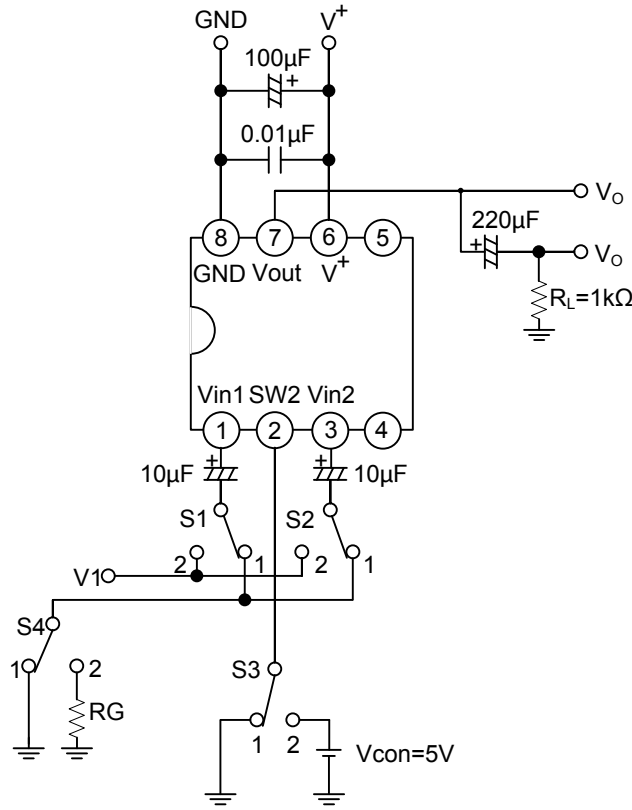 GND V+
100µF
+
0.01µF
VO
220µF
+
VO
RL=1kΩ
8 7 6 5
GND Vout V+
Vin1 SW2 Vin2
1 2 3 4
+ +
10µF 10µF
S1 S2
2 1 2 1
V1
S4
1 2
S3
RG
1 2
Vcon=5V